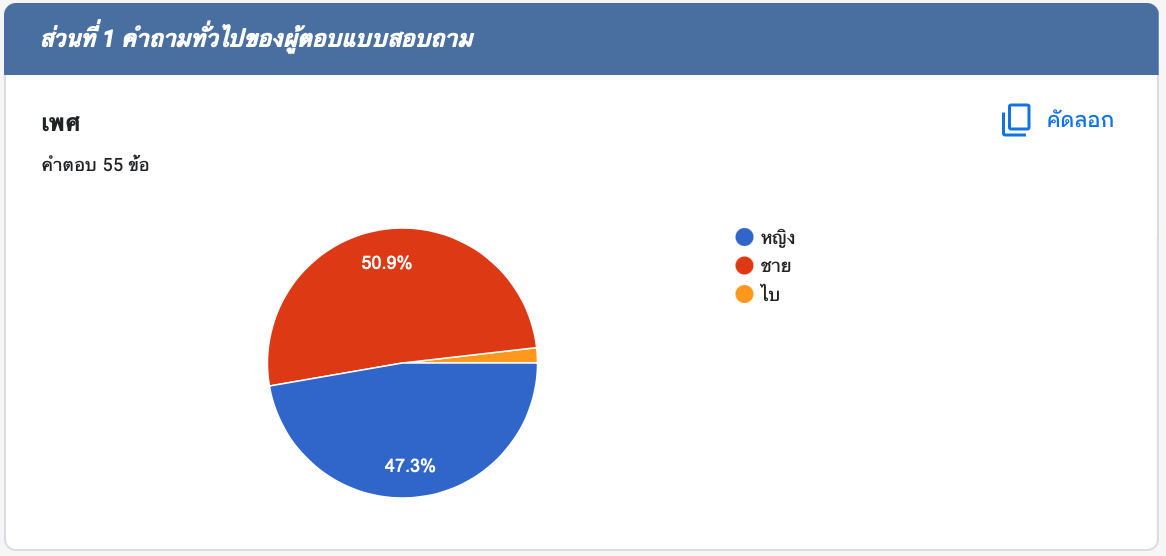 ส่วนที่ 1 คำถามทั่วไปของผู้ตอบแบบสอบถาม
เพศ
คัดลอก
คำตอบ 55 ข้อ
50.9%
47.3%
หญิง
ชาย
ไบ